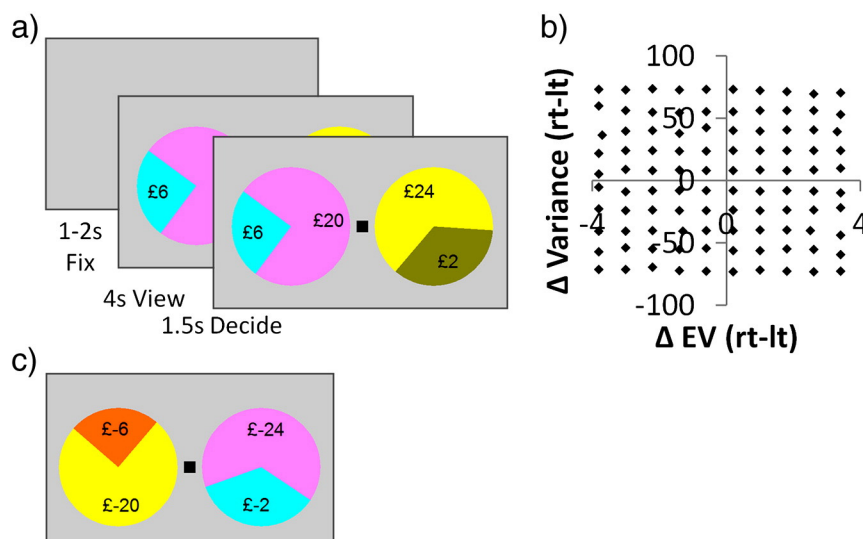 a)
£6
£6
£20
£24
£2
1-2s
Fix
4s View
1.5s Decide
b)
Δ Variance (rt-lt)
100
50
0
-50
-100
-4
0
4
Δ EV (rt-lt)
c)
£-6
£-20
£-24
£-2